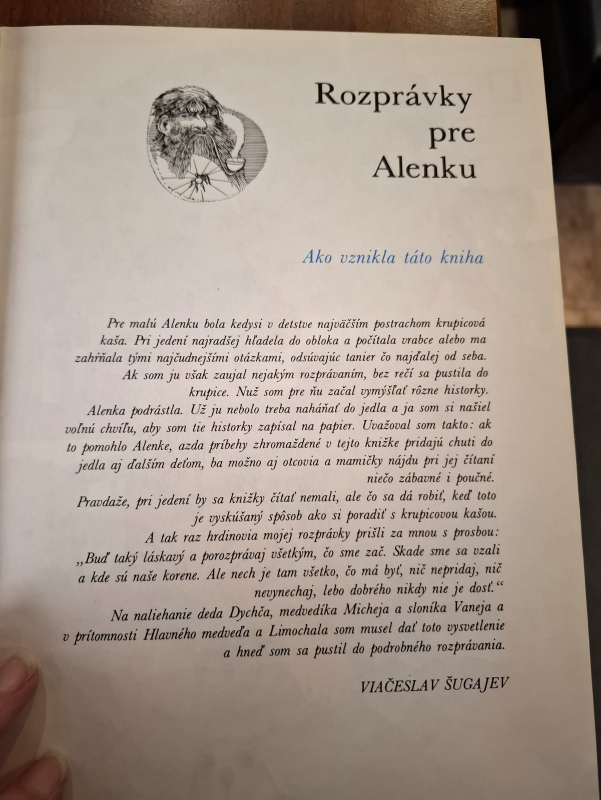 Rozprávky
pre
Alenku
Ako vznikla táto kniha
Pre malú Alenku bola kedysi v detstve najväčším postrachom krupicová
kaša. Pri jedení najradšej hľadela do obloka a počítala vrabce alebo ma
zahŕňala tými najčudnejšími otázkami, odsúvajúc tanier čo najďalej od seba.
Ak som ju však zaujal nejakým rozprávaním, bez reči sa pustila do
krupice. Nuž som pre ňu začal vymýšľať rôzne historky.
Alenka podrástla. Už ju nebolo treba naháňať do jedla a ja som si našiel
voľnú chvíľu, aby som tie historky zapísal na papier. Uvažoval som takto: ak
to pomohlo Alenke, azda príbehy zhromaždené v tejto knižke pridajú chuti do
jedla aj ďalším deťom, ba možno aj otcovia a mamičky nájdu pri jej čítaní
niečo zábavné i poučné.
Pravdaže, pri jedení by sa knižky čítať nemali, ale čo sa dá robiť, keď toto
je vyskúšaný spôsob ako si poradiť s krupicovou kašou.
A tak raz hrdinovia mojej rozprávky prišli za mnou s prosbou:
„Buď taký láskavý a porozprávaj všetkým, čo sme zač. Skade sme sa vzali
a kde sú naše korene. Ale nech je tam všetko, čo má byť, nič nepridaj, nič
nevynechaj, lebo dobrého nikdy nie je dosť.“
Na naliehanie deda Dychča, medvedíka Micheja a sloníka Vaneja a
v prítomnosti Hlavného medveďa a Limochala som musel dať toto vysvetlenie
a hneď som sa pustil do podrobného rozprávania.
VIAČESLAV ŠUGAJEV